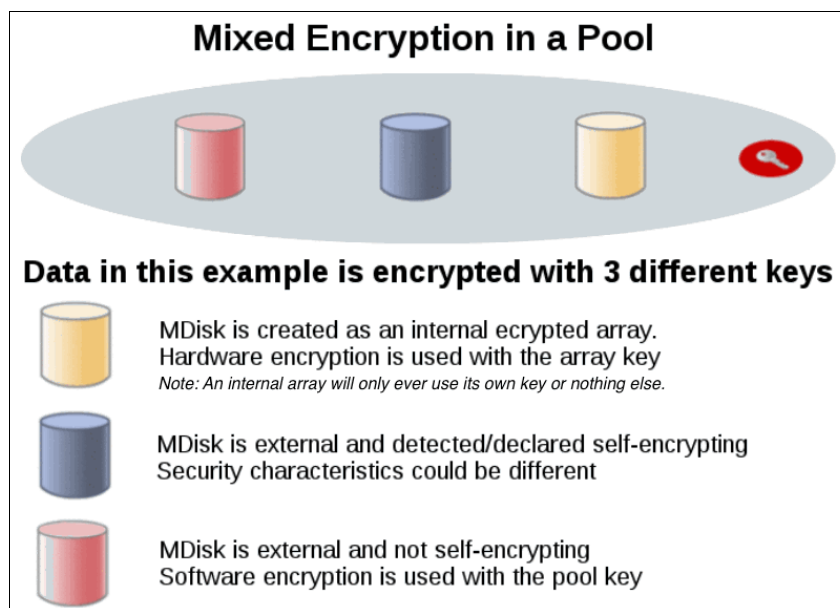 Mixed Encryption in a Pool
Data in this example is encrypted with 3 different keys
MDisk is created as an internal ecrypted array.
Hardware encryption is used with the array key
Note: An internal array will only ever use its own key or nothing else.
MDisk is external and detected/declared self-encrypting
Security characteristics could be different
MDisk is external and not self-encrypting
Software encryption is used with the pool key